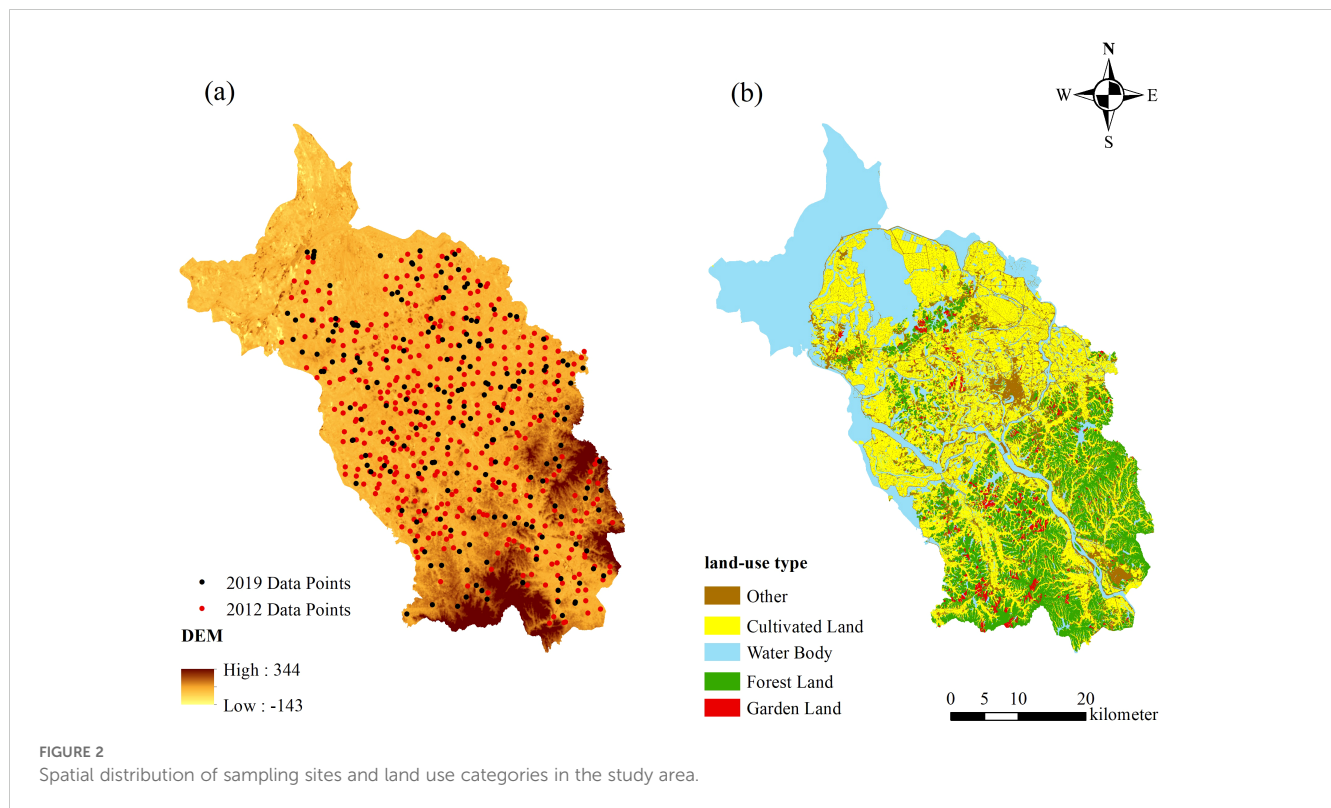 (a)
(b)
N
W
E
S
2019 Data Points
2012 Data Points
DEM
High : 344
Low : -143
land-use type
Other
Cultivated Land
Water Body
Forest Land
Garden Land
0 5 10 20
kilometer
FIGURE 2
Spatial distribution of sampling sites and land use categories in the study area.